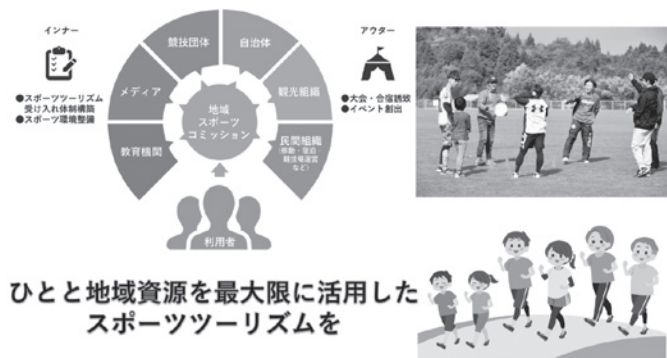 インナー
●スポーツツーリズム
受け入れ体制構築
●スポーツ環境整備
教育機関
メディア
競技団体
自治体
観光組織
民間組織
(移動・宿泊・
競技場運営
など)
地域
スポーツ
コミッション
利用者
アウター
●大会・合宿誘致
●イベント創出
ひとと地域資源を最大限に活用した
スポーツツーリズムを